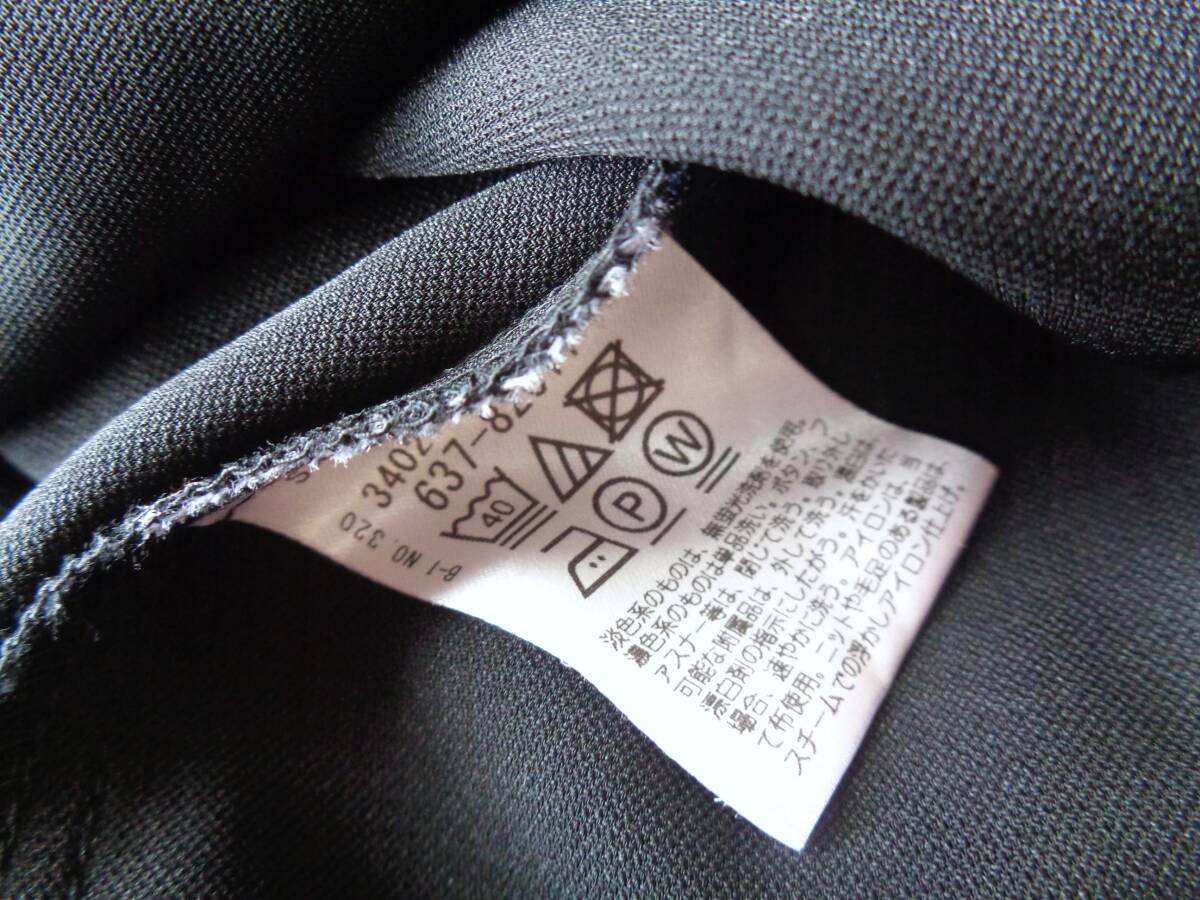 3402
637-82
B-1 NO. 320
40
P
W
淡色系のものは、無蛍光洗剤を使用。
濃色系のものは単品洗い。ボタン、フ
ァスナー等は、閉じて洗う。取り外し
可能な附属品は、外して洗う。漂白は、
漂白剤の指示にしたがう。汗をかいた
場合、速やかに洗う。アイロンは、当
て布使用。ニットや毛足のある製品は、
スチームでの浮かしアイロン仕上げ。